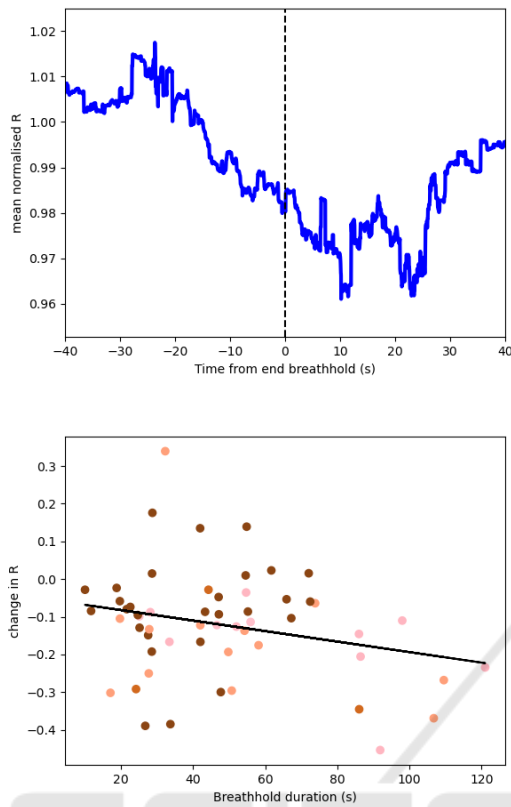 1.02
1.01
1.00
0.99
0.98
0.97
0.96
mean normalised R
−40 −30 −20 −10 0 10 20 30 40
Time from end breathhold (s)
0.3
0.2
0.1
0.0
−0.1
−0.2
−0.3
−0.4
change in R
20 40 60 80 100 120
Breathhold duration (s)